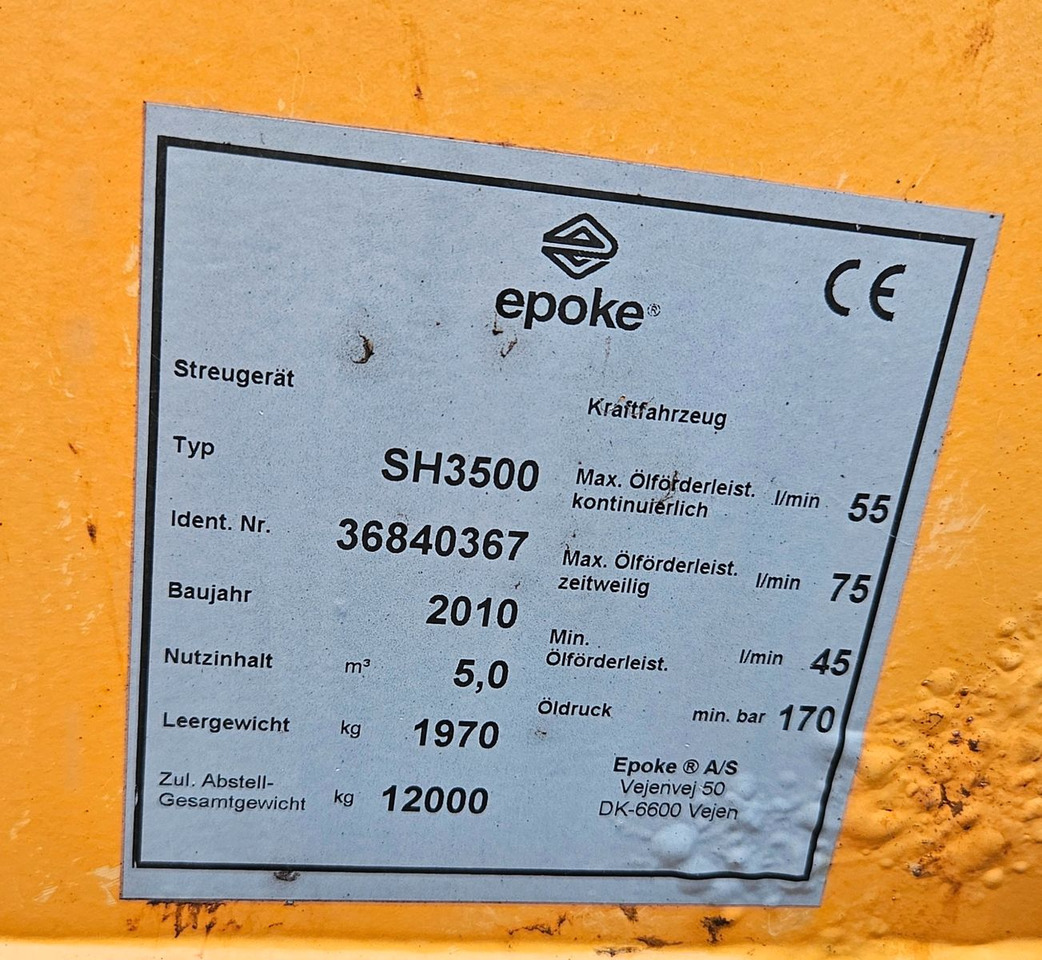 epoke®
CE
Streugerät
Typ SH3500
Ident. Nr. 36840367
Baujahr 2010
Nutzinhalt m³ 5,0
Leergewicht kg 1970
Zul. Abstell-
Gesamtgewicht kg 12000
Kraftfahrzeug
Max. Ölförderleist.
kontinuierlich l/min 55
Max. Ölförderleist.
zeitweilig l/min 75
Min.
Ölförderleist. l/min 45
Öldruck min. bar 170
Epoke ® A/S
Vejenvej 50
DK-6600 Vejen